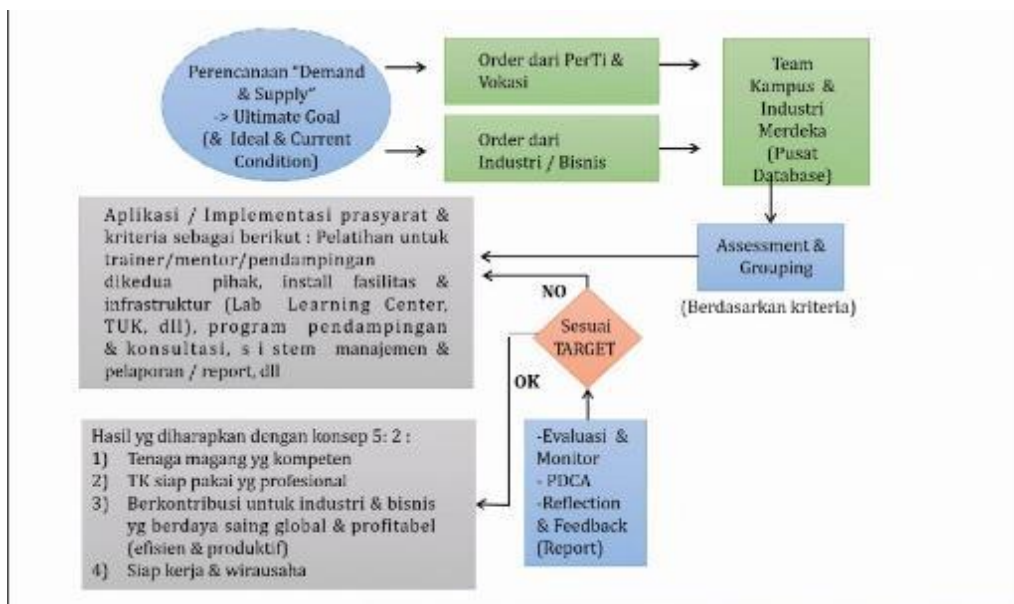 Perencanaan "Demand
& Supply"
-> Ultimate Goal
(& Ideal & Current
Condition)
Order dari PerTi &
Vokasi
Order dari
Industri / Bisnis
Team
Kampus &
Industri
Merdeka
(Pusat
Database)
Assessment &
Grouping
(Berdasarkan kriteria)
Aplikasi / Implementasi prasyarat &
kriteria sebagai berikut : Pelatihan untuk
trainer/mentor/pendampingan
dikedua pihak, install fasilitas &
infrastruktur (Lab Learning Center,
TUK, dll), program pendampingan
& konsultasi, s i stem manajemen &
pelaporan / report, dll
NO
Sesuai
TARGET
OK
-Evaluasi &
Monitor
- PDCA
-Reflection
& Feedback
(Report)
Hasil yg diharapkan dengan konsep 5: 2 :
1) Tenaga magang yg kompeten
2) TK siap pakai yg profesional
3) Berkontribusi untuk industri & bisnis
yg berdaya saing global & profitabel
(efisien & produktif)
4) Siap kerja & wirausaha